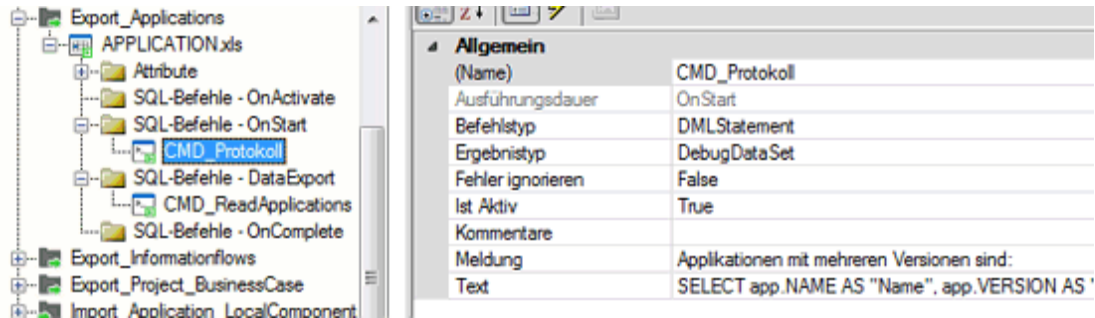 Export_Applications
APPLICATION.xls
Attribute
SQL-Befehle - OnActivate
SQL-Befehle - OnStart
CMD_Protokoll
SQL-Befehle - DataExport
CMD_ReadApplications
SQL-Befehle - OnComplete
Export_Informationflows
Export_Project_BusinessCase
Import_Application_LocalComponent
Allgemein
(Name) CMD_Protokoll
Ausführungsdauer OnStart
Befehlstyp DMLStatement
Ergebnistyp DebugDataSet
Fehler ignorieren False
Ist Aktiv True
Kommentare
Meldung Applikationen mit mehreren Versionen sind:
Text SELECT app.NAME AS "Name", app.VERSION AS "